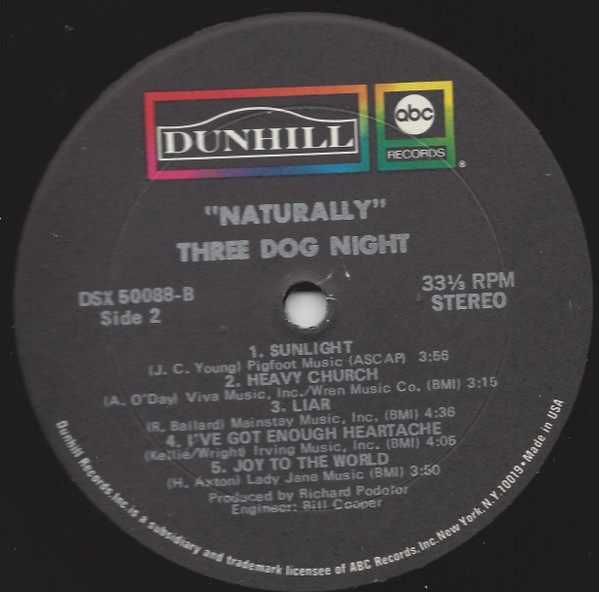 DUNHILL
abc
RECORDS
®
"NATURALLY"
THREE DOG NIGHT
DSX 50088-B
Side 2
33⅓ RPM
STEREO
1. SUNLIGHT
(J. C. Young) Pigfoot Music (ASCAP) 3:56
2. HEAVY CHURCH
(A. O'Day) Viva Music, Inc./Wren Music Co. (BMI) 3:15
3. LIAR
(R. Ballard) Mainstay Music, Inc. (BMI) 4:36
4. I'VE GOT ENOUGH HEARTACHE
(Kellie/Wright) Irving Music, Inc. (BMI) 4:05
5. JOY TO THE WORLD
(H. Axton) Lady Jane Music (BMI) 3:50
Produced by Richard Podolor
Engineer: Bill Cooper
Dunhill Records, Inc. is a subsidiary and trademark licensee of ABC Records, Inc. New York, N.Y. 10019 • Made in USA